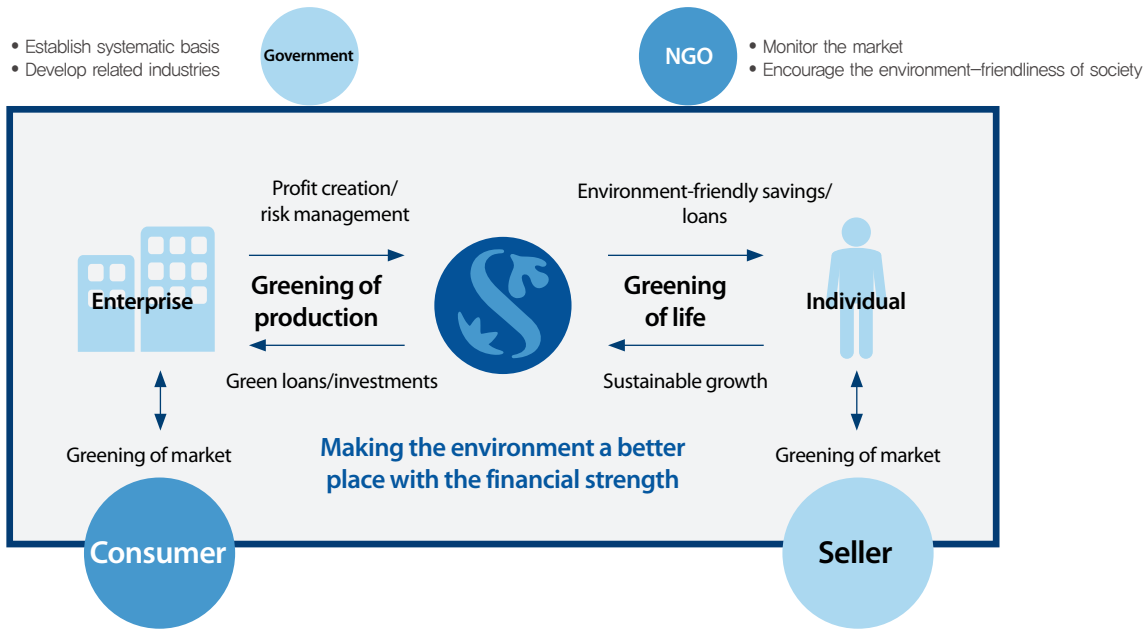 • Establish systematic basis
• Develop related industries
Government
NGO
• Monitor the market
• Encourage the environment–friendliness of society
Profit creation/
risk management
Environment-friendly savings/
loans
Enterprise
Greening of
production
Greening
of life
Individual
Green loans/investments
Sustainable growth
Greening of market
Making the environment a better
place with the financial strength
Greening of market
Consumer
Seller